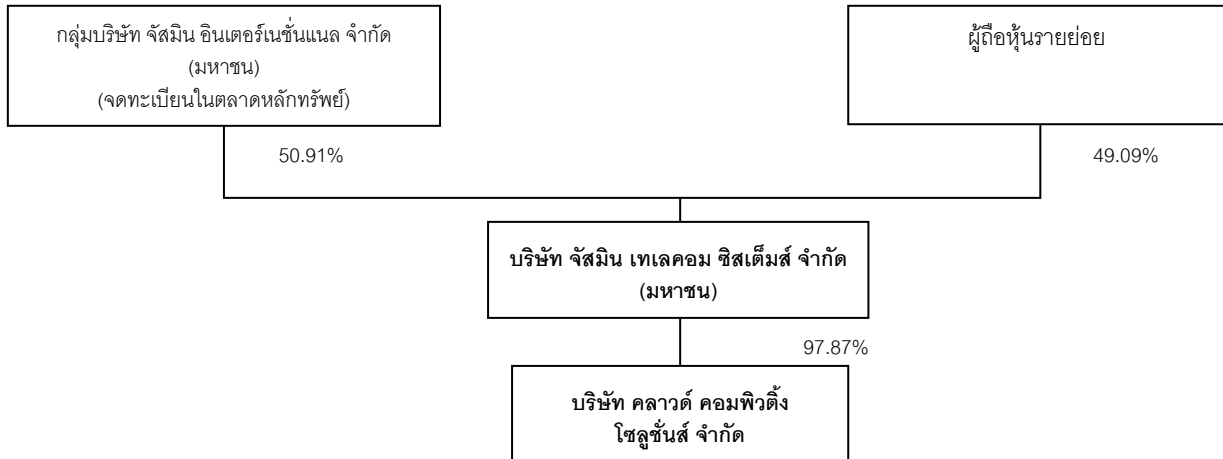 กลุ่มบริษัท จัสมิน อินเตอร์เนชั่นแนล จำกัด
(มหาชน)
(จดทะเบียนในตลาดหลักทรัพย์)
ผู้ถือหุ้นรายย่อย
50.91%
49.09%
บริษัท จัสมิน เทเลคอม ซิสเต็มส์ จำกัด
(มหาชน)
97.87%
บริษัท คลาวด์ คอมพิวติ้ง
โซลูชั่นส์ จำกัด